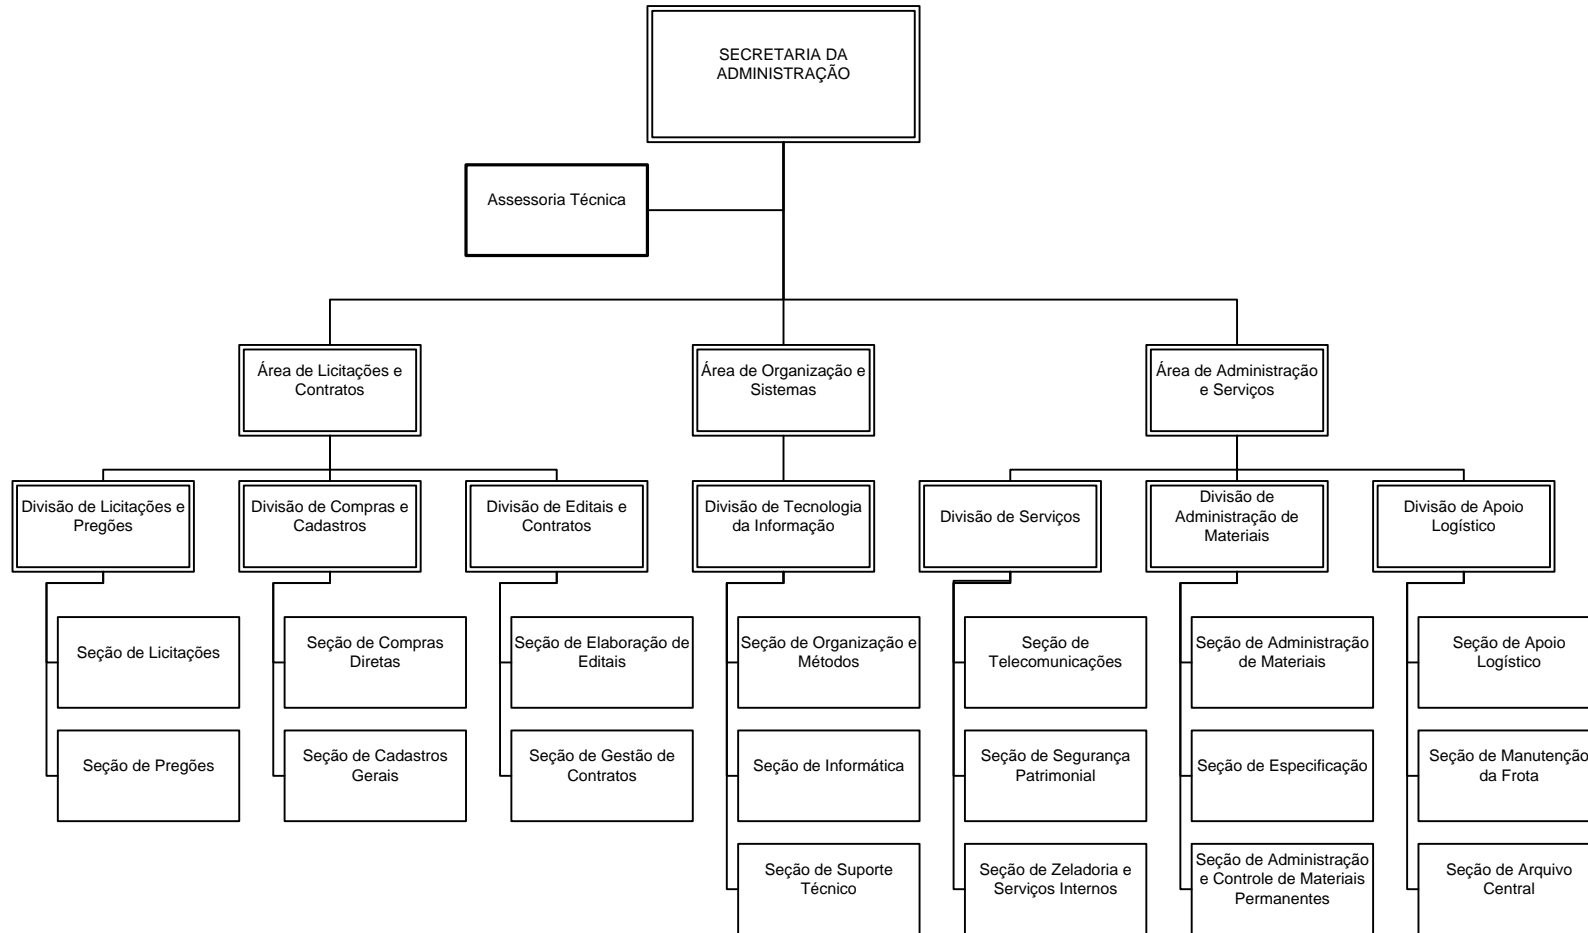 SECRETARIA DA
ADMINISTRAÇÃO
Assessoria Técnica
Área de Licitações e
Contratos
Área de Organização e
Sistemas
Área de Administração
e Serviços
Divisão de Licitações e
Pregões
Divisão de Compras e
Cadastros
Divisão de Editais e
Contratos
Divisão de Tecnologia
da Informação
Divisão de Serviços
Divisão de
Administração de
Materiais
Divisão de Apoio
Logístico
Seção de Licitações
Seção de Compras
Diretas
Seção de Elaboração de
Editais
Seção de Organização e
Métodos
Seção de
Telecomunicações
Seção de Administração
de Materiais
Seção de Apoio
Logístico
Seção de Pregões
Seção de Cadastros
Gerais
Seção de Gestão de
Contratos
Seção de Informática
Seção de Segurança
Patrimonial
Seção de Especificação
Seção de Manutenção
da Frota
Seção de Suporte
Técnico
Seção de Zeladoria e
Serviços Internos
Seção de Administração
e Controle de Materiais
Permanentes
Seção de Arquivo
Central